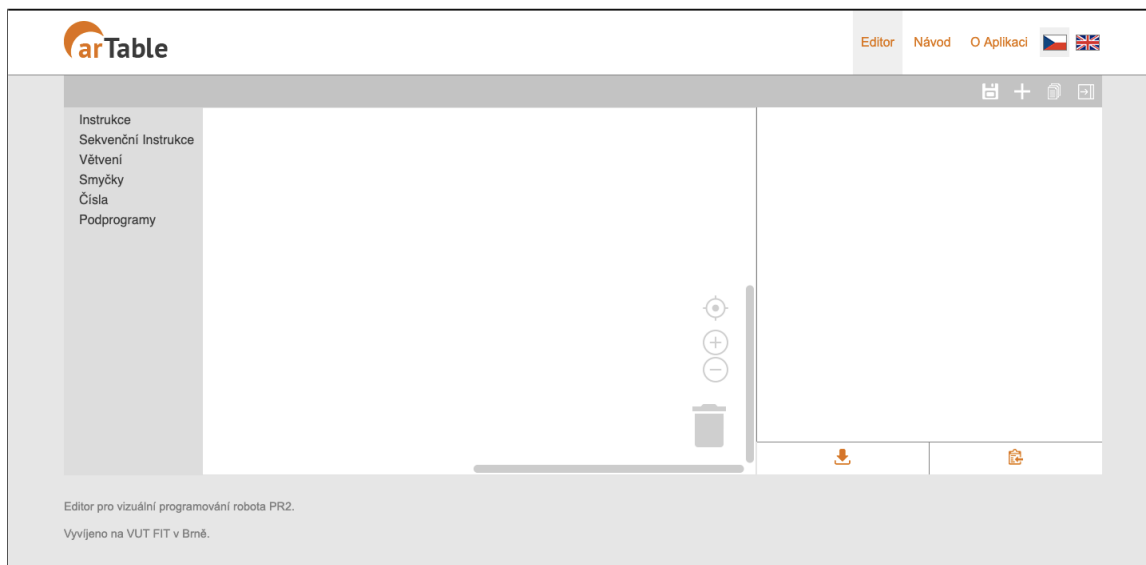 arTable
Editor Návod O Aplikaci
Instrukce
Sekvenční Instrukce
Větvení
Smyčky
Čísla
Podprogramy
Editor pro vizuální programování robota PR2.
Vyvíjeno na VUT FIT v Brně.